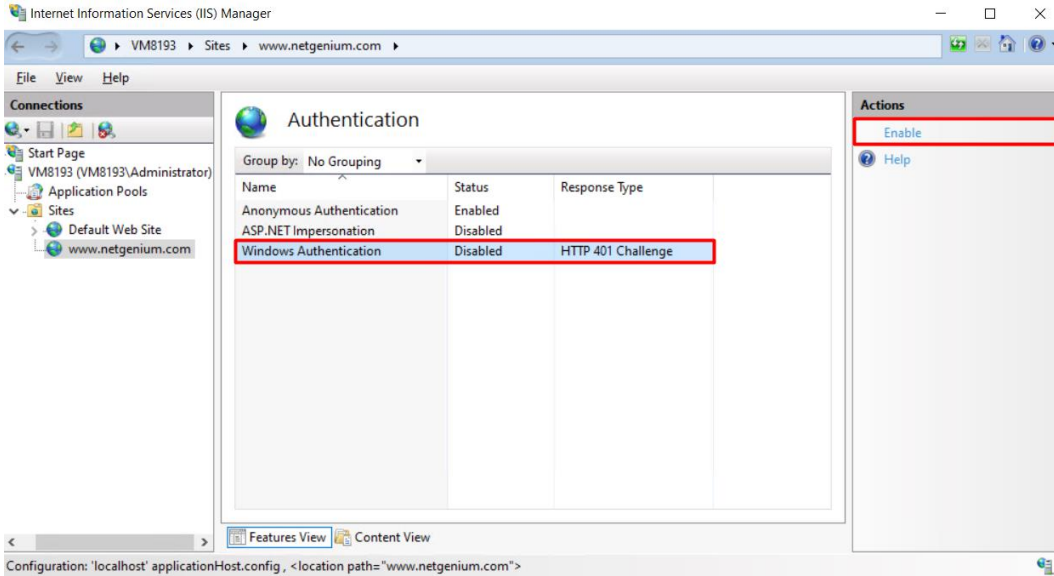 Internet Information Services (IIS) Manager
VM8193 Sites www.netgenium.com
File View Help
Connections
Start Page
VM8193 (VM8193\Administrator)
Application Pools
Sites
Default Web Site
www.netgenium.com
Authentication
Group by: No Grouping
Name Status Response Type
Anonymous Authentication Enabled
ASP.NET Impersonation Disabled
Windows Authentication Disabled HTTP 401 Challenge
Features View Content View
Actions
Enable
Help
Configuration: 'localhost' applicationHost.config , <location path="www.netgenium.com">